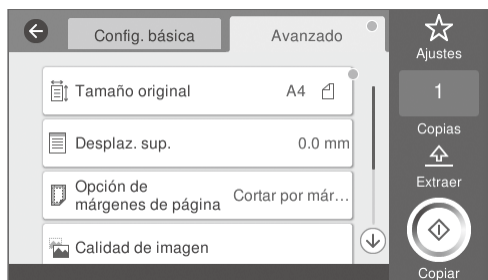 Config. básica
Avanzado
Ajustes
Tamaño original
A4
1
Copias
Desplaz. sup.
0.0 mm
Extraer
Opción de
márgenes de página
Cortar por már...
Calidad de imagen
Copiar